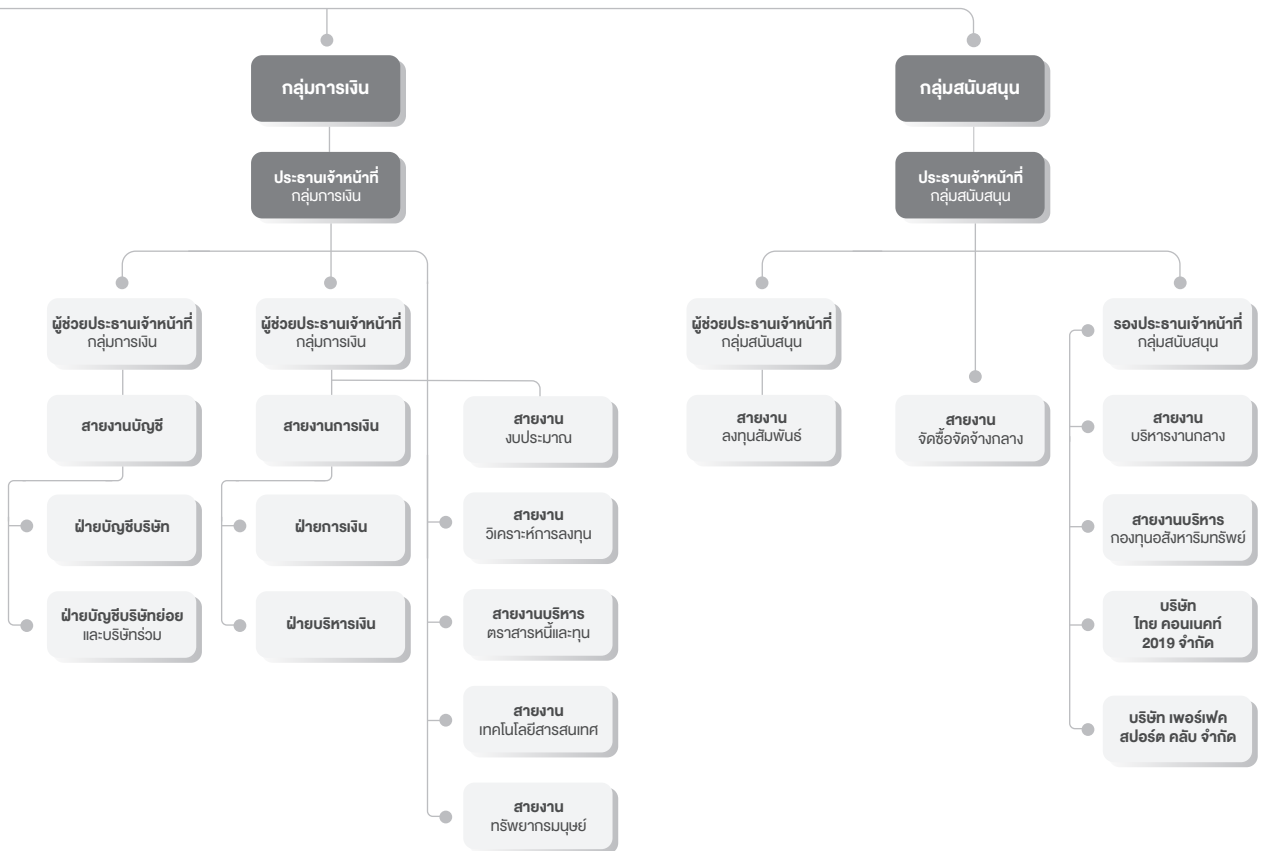 กลุ่มการเงิน
ประธานเจ้าหน้าที่
กลุ่มการเงิน
ผู้ช่วยประธานเจ้าหน้าที่
กลุ่มการเงิน
สายงานบัญชี
ฝ่ายบัญชีบริษัท
ฝ่ายบัญชีบริษัทย่อย
และบริษัทร่วม
ผู้ช่วยประธานเจ้าหน้าที่
กลุ่มการเงิน
สายงานการเงิน
ฝ่ายการเงิน
ฝ่ายบริหารเงิน
สายงาน
งบประมาณ
สายงาน
วิเคราะห์การลงทุน
สายงานบริหาร
ตราสารหนี้และทุน
สายงาน
เทคโนโลยีสารสนเทศ
สายงาน
ทรัพยากรมนุษย์
กลุ่มสนับสนุน
ประธานเจ้าหน้าที่
กลุ่มสนับสนุน
ผู้ช่วยประธานเจ้าหน้าที่
กลุ่มสนับสนุน
สายงาน
ลงทุนสัมพันธ์
สายงาน
จัดซื้อจัดจ้างกลาง
รองประธานเจ้าหน้าที่
กลุ่มสนับสนุน
สายงาน
บริหารงานกลาง
สายงานบริหาร
กองทุนอสังหาริมทรัพย์
บริษัท
ไทย คอนเนคท์
2019 จำกัด
บริษัท เพอร์เฟค
สปอร์ต คลับ จำกัด